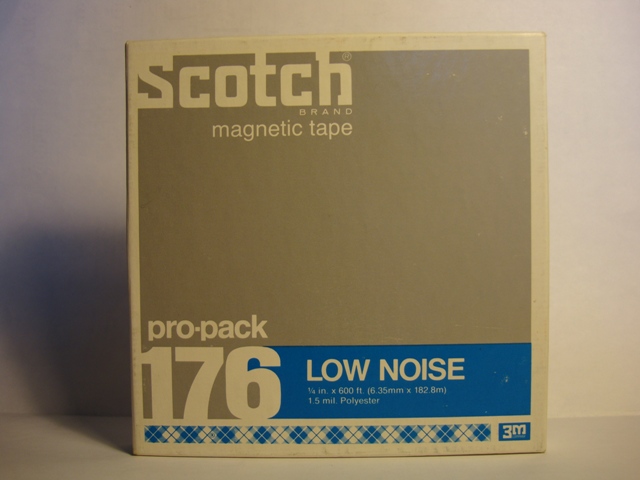 Scotch®
BRAND
magnetic tape
pro-pack
176
LOW NOISE
¼ in. x 600 ft. (6.35mm x 182.8m)
1.5 mil. Polyester
3M